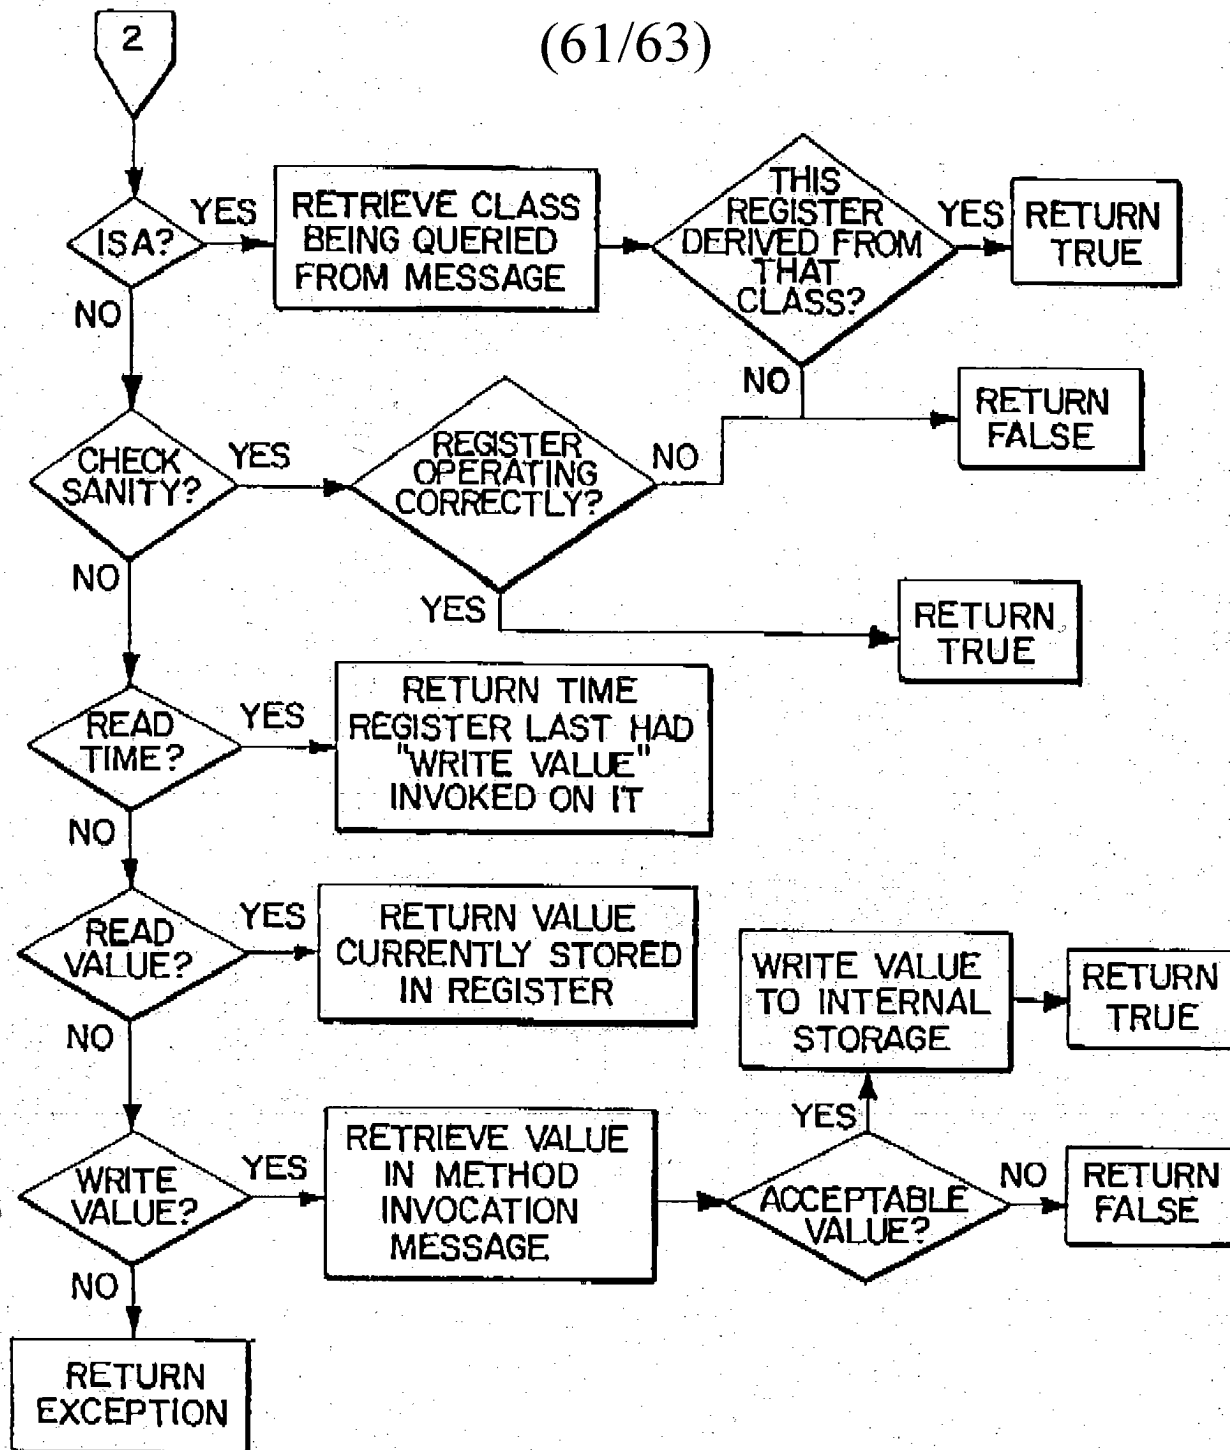 2
(61/63)
ISA?
YES
RETRIEVE CLASS
BEING QUERIED
FROM MESSAGE
THIS
REGISTER
DERIVED FROM
THAT
CLASS?
YES
RETURN
TRUE
NO
NO
RETURN
FALSE
CHECK
SANITY?
YES
REGISTER
OPERATING
CORRECTLY?
NO
NO
YES
RETURN
TRUE
READ
TIME?
YES
RETURN TIME
REGISTER LAST HAD
"WRITE VALUE"
INVOKED ON IT
NO
READ
VALUE?
YES
RETURN VALUE
CURRENTLY STORED
IN REGISTER
WRITE VALUE
TO INTERNAL
STORAGE
RETURN
TRUE
NO
YES
WRITE
VALUE?
YES
RETRIEVE VALUE
IN METHOD
INVOCATION
MESSAGE
ACCEPTABLE
VALUE?
NO
RETURN
FALSE
NO
RETURN
EXCEPTION